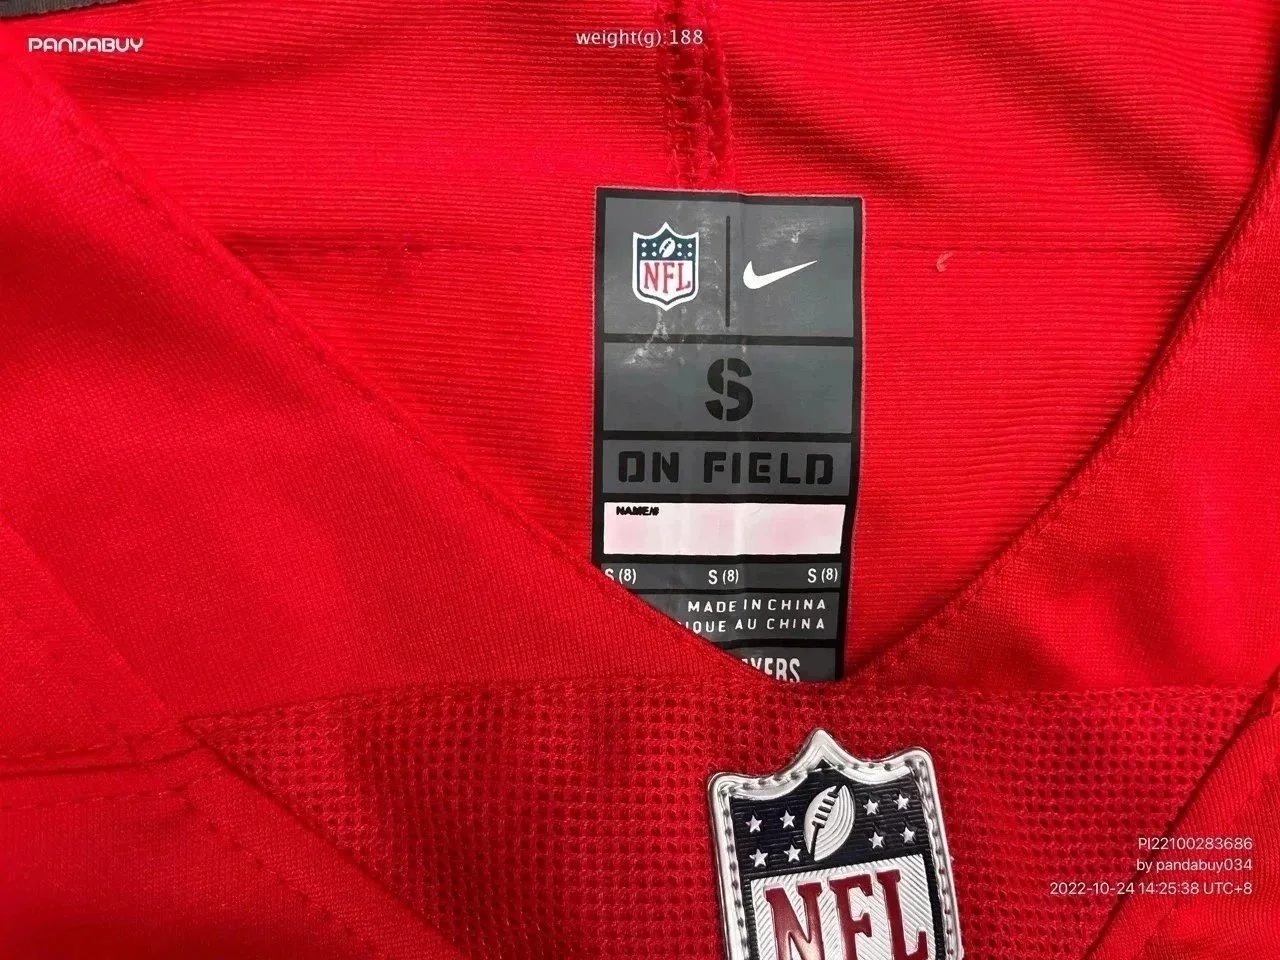 PANDABUY
weight(g):188
NFL
S
ON FIELD
NAME/#
S (8) S (8) S (8)
MADE IN CHINA
AU CHINA
NFL
PI22100283686
by pandabuy034
2022-10-24 14:25:38 UTC+8